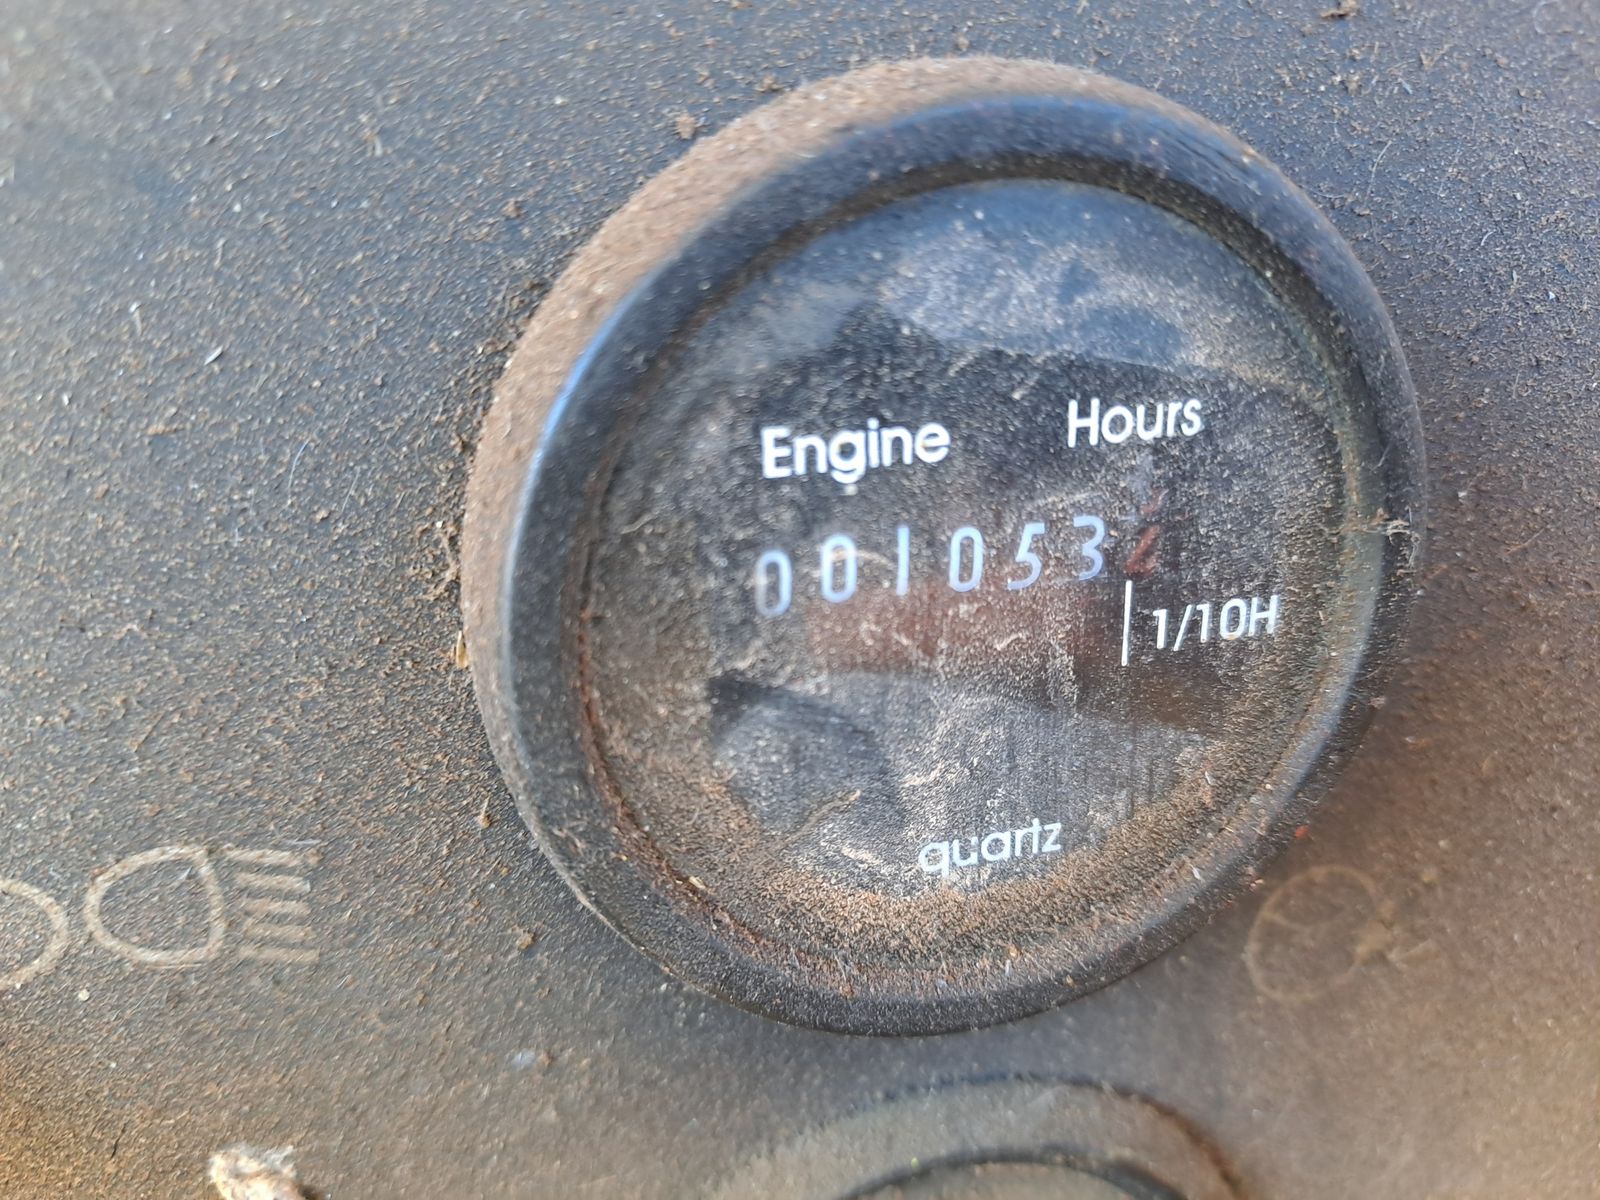 Engine Hours
001053
1/10H
quartz